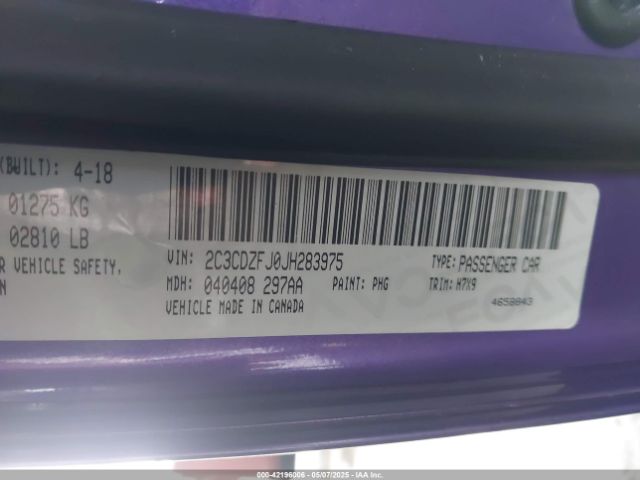 (BUILT): 4-18
01275 KG
02810 LB
R VEHICLE SAFETY,
N
VIN: 2C3CDZFJ0JH283975
TYPE: PASSENGER CAR
MDH: 040408 297AA
PAINT: PHG
TRIM: H7X9
VEHICLE MADE IN CANADA
4658843
000-42196006 - 05/07/2025 - IAA Inc.